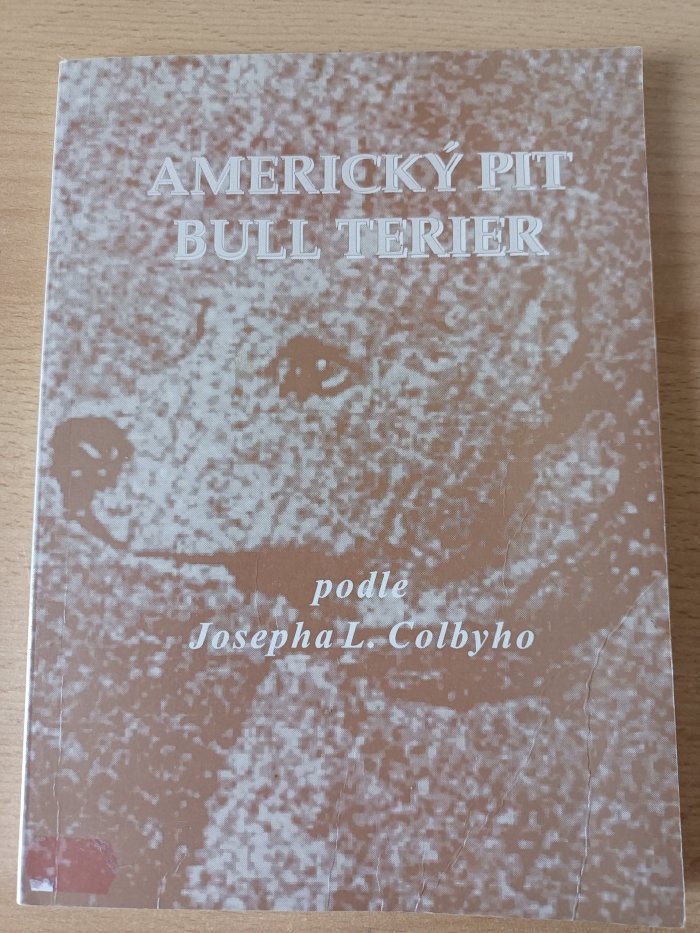 AMERICKÝ PIT
BULL TERIER
podle
Josepha L. Colbyho